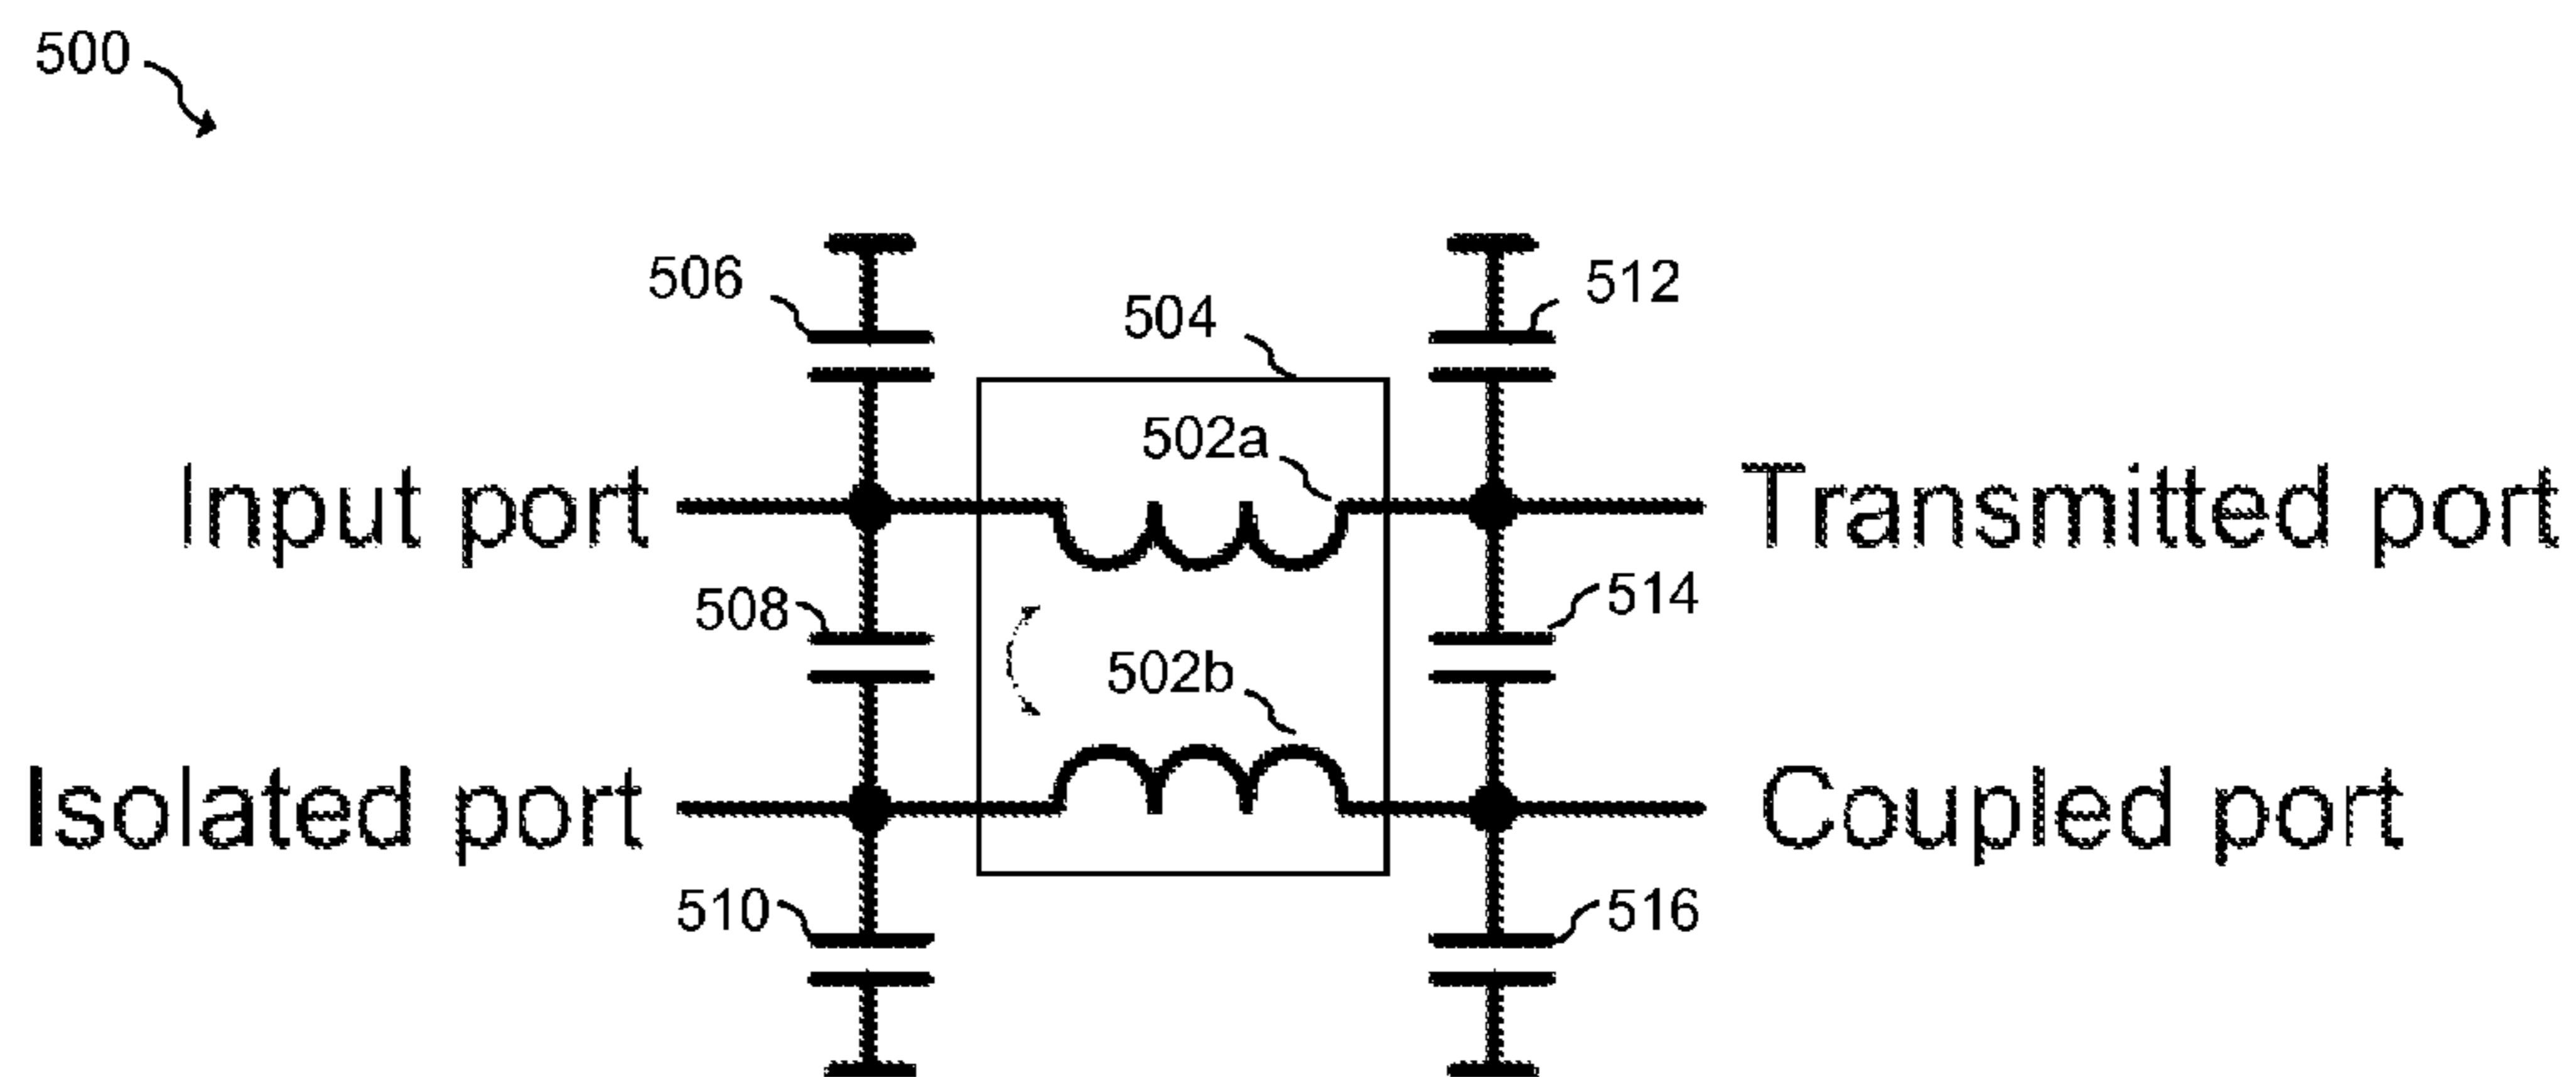 500
506
512
504
502a
Input port
Transmitted port
508
514
502b
Isolated port
Coupled port
510
516